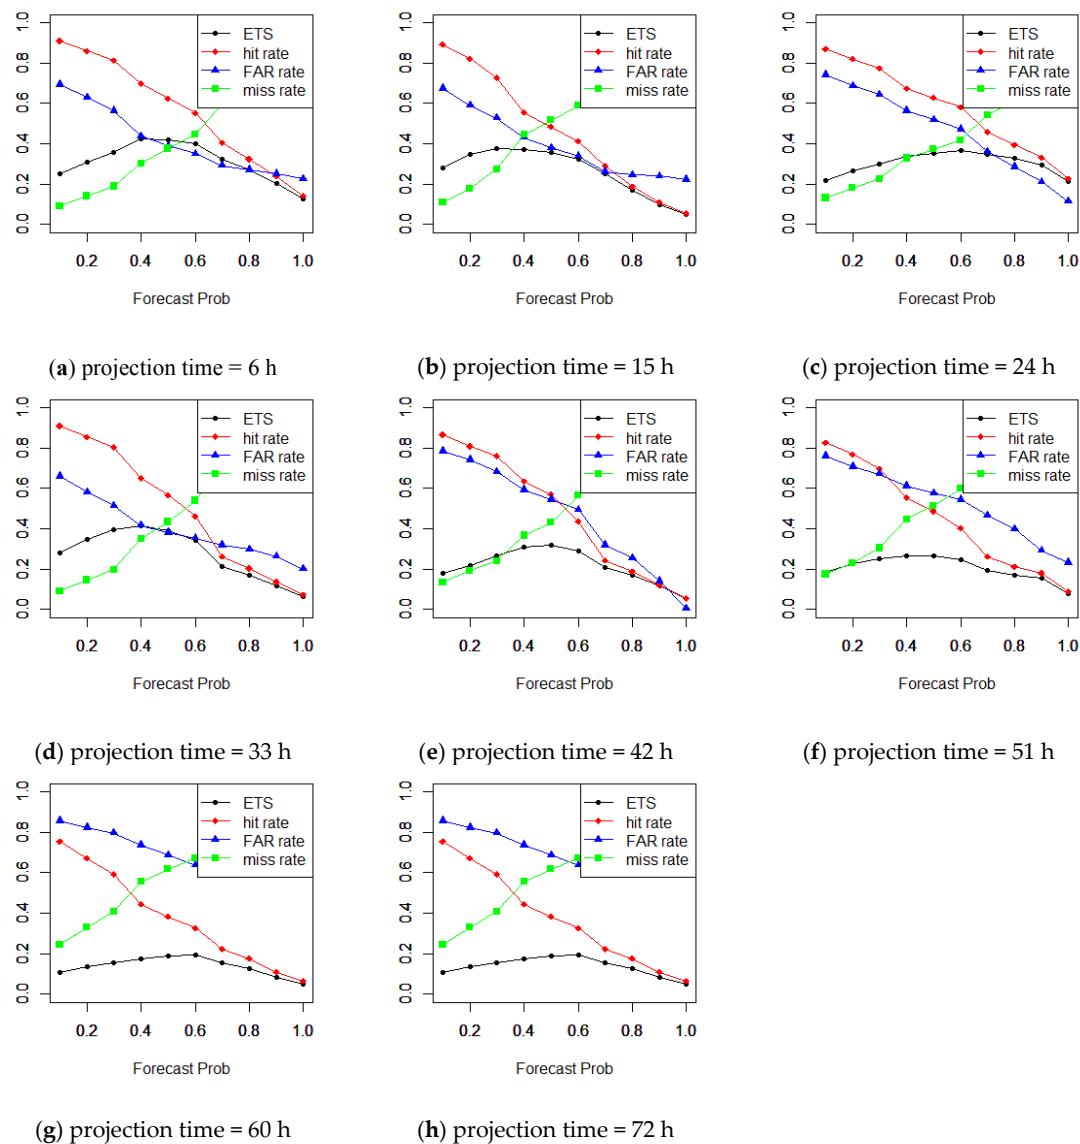 1.0
0.8
0.6
0.4
0.2
0.0
ETS
hit rate
FAR rate
miss rate
0.2 0.4 0.6 0.8 1.0
Forecast Prob
(a) projection time = 6 h
1.0
0.8
0.6
0.4
0.2
0.0
ETS
hit rate
FAR rate
miss rate
0.2 0.4 0.6 0.8 1.0
Forecast Prob
(b) projection time = 15 h
1.0
0.8
0.6
0.4
0.2
0.0
ETS
hit rate
FAR rate
miss rate
0.2 0.4 0.6 0.8 1.0
Forecast Prob
(c) projection time = 24 h
1.0
0.8
0.6
0.4
0.2
0.0
ETS
hit rate
FAR rate
miss rate
0.2 0.4 0.6 0.8 1.0
Forecast Prob
(d) projection time = 33 h
1.0
0.8
0.6
0.4
0.2
0.0
ETS
hit rate
FAR rate
miss rate
0.2 0.4 0.6 0.8 1.0
Forecast Prob
(e) projection time = 42 h
1.0
0.8
0.6
0.4
0.2
0.0
ETS
hit rate
FAR rate
miss rate
0.2 0.4 0.6 0.8 1.0
Forecast Prob
(f) projection time = 51 h
1.0
0.8
0.6
0.4
0.2
0.0
ETS
hit rate
FAR rate
miss rate
0.2 0.4 0.6 0.8 1.0
Forecast Prob
(g) projection time = 60 h
1.0
0.8
0.6
0.4
0.2
0.0
ETS
hit rate
FAR rate
miss rate
0.2 0.4 0.6 0.8 1.0
Forecast Prob
(h) projection time = 72 h